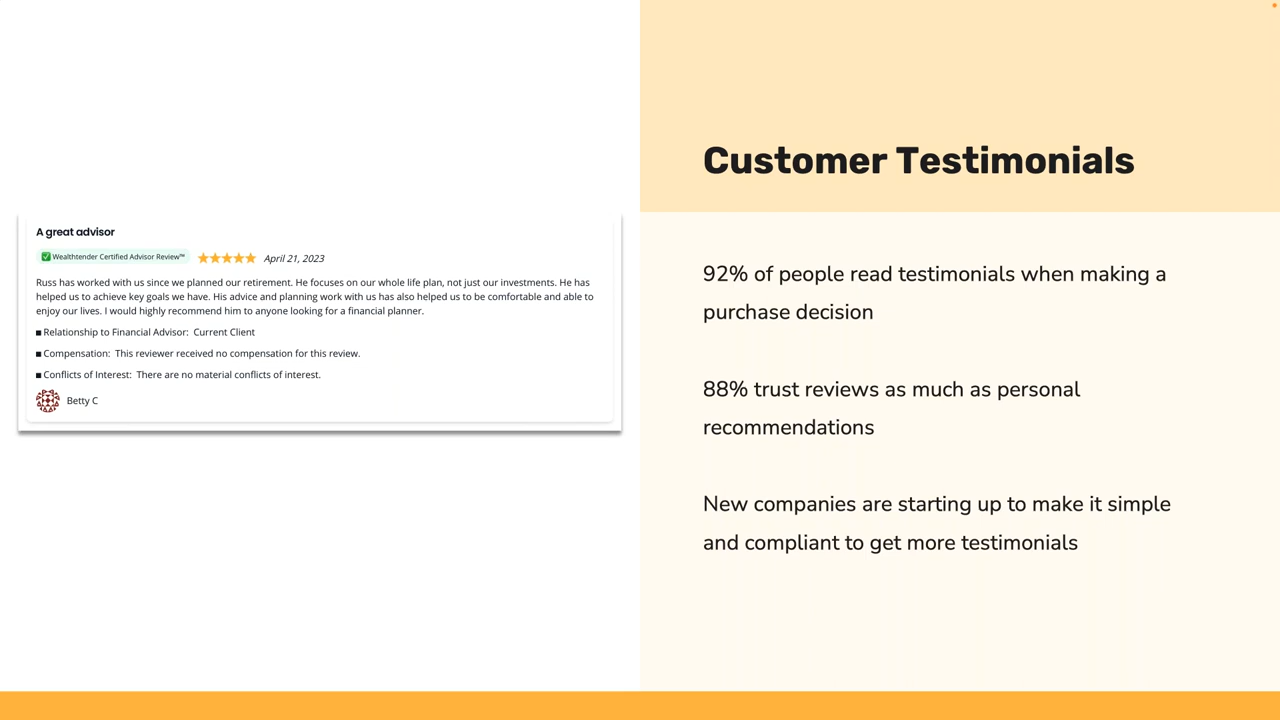 A great advisor
✅ Wealthtender Certified Advisor Review™ ★★★★★ April 21, 2023
Russ has worked with us since we planned our retirement. He focuses on our whole life plan, not just our investments. He has
helped us to achieve key goals we have. His advice and planning work with us has also helped us to be comfortable and able to
enjoy our lives. I would highly recommend him to anyone looking for a financial planner.
■ Relationship to Financial Advisor: Current Client
■ Compensation: This reviewer received no compensation for this review.
■ Conflicts of Interest: There are no material conflicts of interest.
Betty C
Customer Testimonials
92% of people read testimonials when making a
purchase decision
88% trust reviews as much as personal
recommendations
New companies are starting up to make it simple
and compliant to get more testimonials